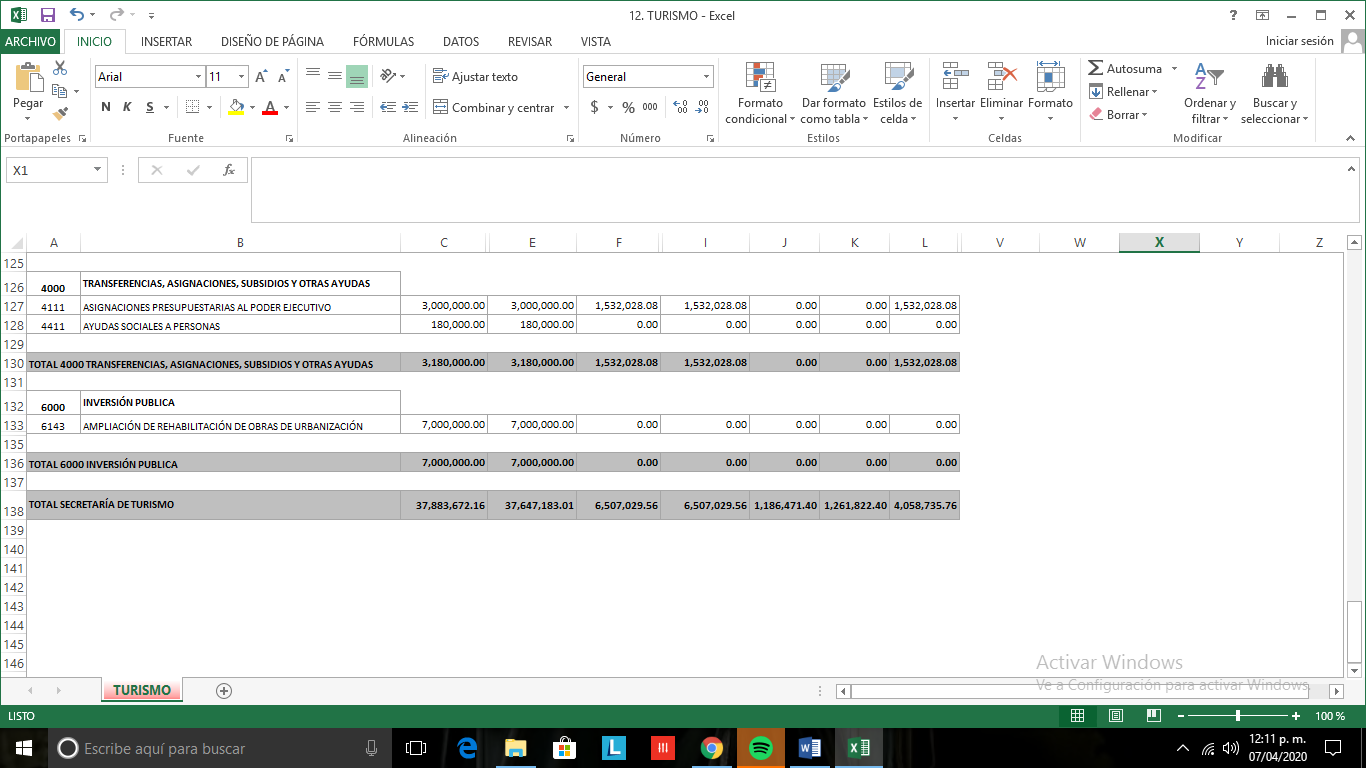 12. TURISMO - Excel
ARCHIVO INICIO INSERTAR DISEÑO DE PÁGINA FÓRMULAS DATOS REVISAR VISTA Iniciar sesión
Pegar
Arial 11
N K S
Ajustar texto
Combinar y centrar
General
$ % 000
Formato condicional
Dar formato como tabla
Estilos de celda
Insertar Eliminar Formato
Autosuma
Rellenar
Borrar
Ordenar y filtrar
Buscar y seleccionar
Portapapeles Fuente Alineación Número Estilos Celdas Modificar
X1 fx
A B C E F I J K L V W X Y Z
125
126 4000 TRANSFERENCIAS, ASIGNACIONES, SUBSIDIOS Y OTRAS AYUDAS
127 4111 ASIGNACIONES PRESUPUESTARIAS AL PODER EJECUTIVO 3,000,000.00 3,000,000.00 1,532,028.08 1,532,028.08 0.00 0.00 1,532,028.08
128 4411 AYUDAS SOCIALES A PERSONAS 180,000.00 180,000.00 0.00 0.00 0.00 0.00 0.00
129
130 TOTAL 4000 TRANSFERENCIAS, ASIGNACIONES, SUBSIDIOS Y OTRAS AYUDAS 3,180,000.00 3,180,000.00 1,532,028.08 1,532,028.08 0.00 0.00 1,532,028.08
131
132 6000 INVERSIÓN PUBLICA
133 6143 AMPLIACIÓN DE REHABILITACIÓN DE OBRAS DE URBANIZACIÓN 7,000,000.00 7,000,000.00 0.00 0.00 0.00 0.00 0.00
135
136 TOTAL 6000 INVERSIÓN PUBLICA 7,000,000.00 7,000,000.00 0.00 0.00 0.00 0.00 0.00
137
138 TOTAL SECRETARÍA DE TURISMO 37,883,672.16 37,647,183.01 6,507,029.56 6,507,029.56 1,186,471.40 1,261,822.40 4,058,735.76
139
140
141
142
143
144
145
146
Activar Windows
Ve a Configuración para activar Windows.
TURISMO
LISTO 100 %
Escribe aquí para buscar
12:11 p. m.
07/04/2020